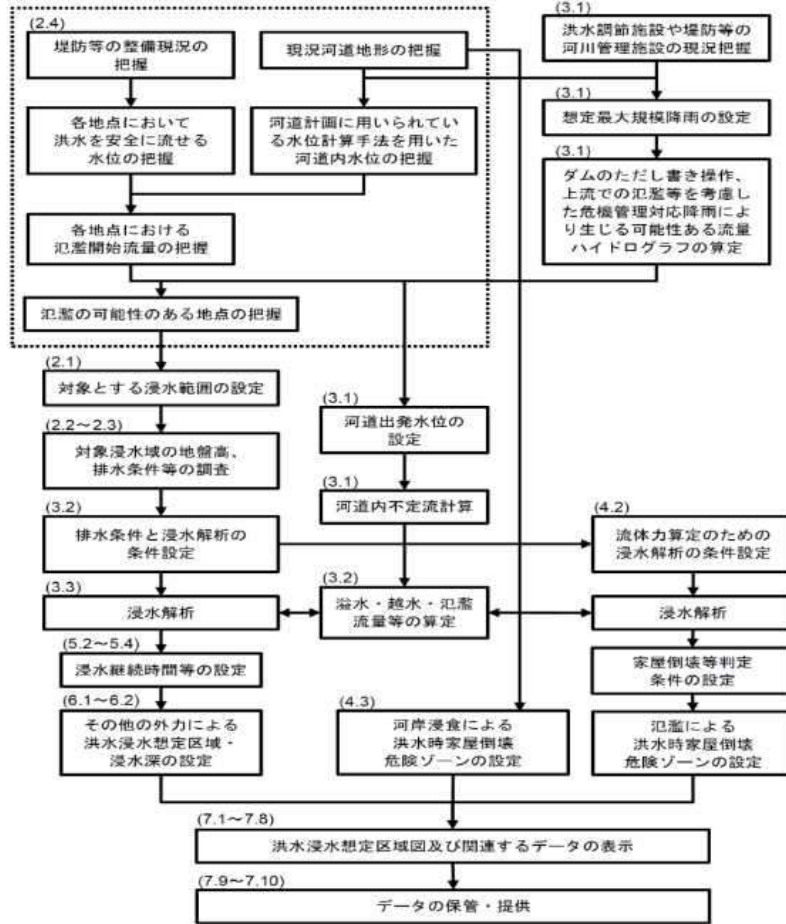 (2.4)
堤防等の整備現況の
把握
現況河道地形の把握
(3.1)
洪水調節施設や堤防等の
河川管理施設の現況把握
各地点において
洪水を安全に流せる
水位の把握
河道計画に用いられてい
る水位計算手法を用いた
河道内水位の把握
(3.1)
想定最大規模降雨の設定
(3.1)
ダムのただし書き操作、
上流での氾濫等を考慮し
た危機管理対応降雨によ
り生じる可能性ある流量
ハイドログラフの算定
各地点における
氾濫開始流量の把握
氾濫の可能性のある地点の把握
(2.1)
対象とする浸水範囲の設定
(2.2～2.3)
対象浸水域の地盤高、
排水条件等の調査
(3.1)
河道出発水位の
設定
(3.1)
河道内不定流計算
(3.2)
排水条件と浸水解析の
条件設定
(4.2)
流体力算定のための
浸水解析の条件設定
(3.3)
浸水解析
(3.2)
溢水・越水・氾濫
流量等の算定
浸水解析
(5.2～5.4)
浸水継続時間等の設定
家屋倒壊等判定
条件の設定
(6.1～6.2)
その他の外力による
洪水浸水想定区域・
浸水深の設定
(4.3)
河岸浸食による
洪水時家屋倒壊
危険ゾーンの設定
氾濫による
洪水時家屋倒壊
危険ゾーンの設定
(7.1～7.8)
洪水浸水想定区域図及び関連するデータの表示
(7.9～7.10)
データの保管・提供